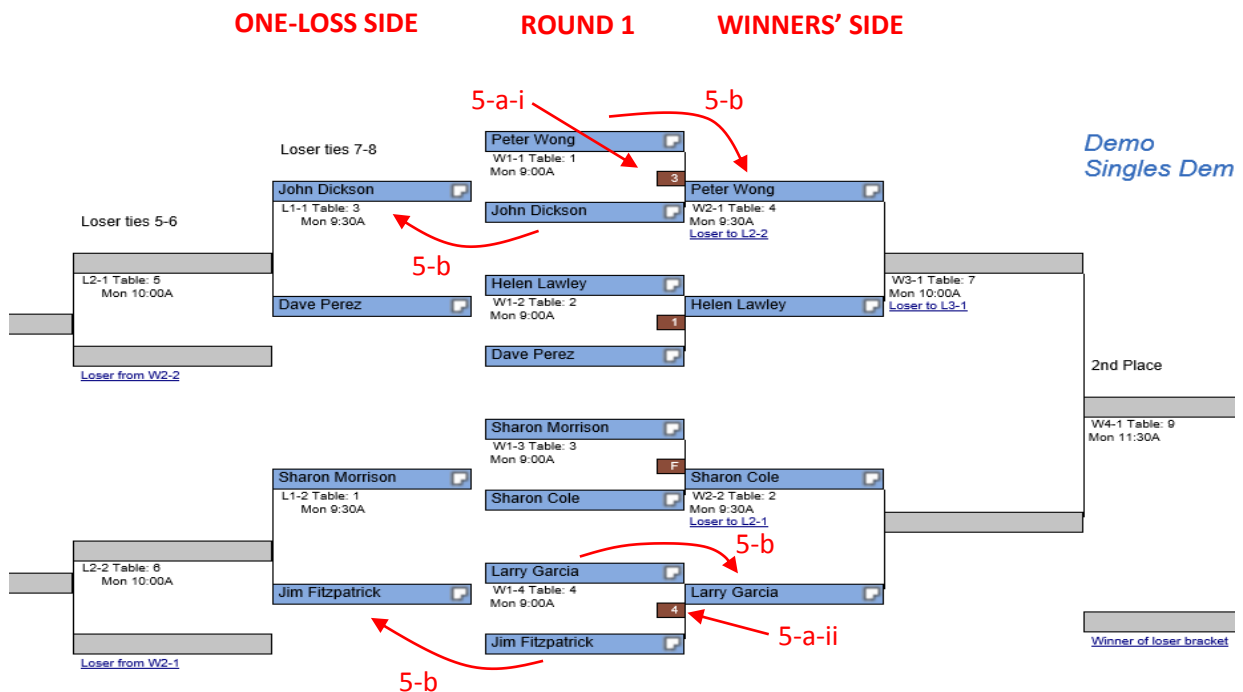 ONE-LOSS SIDE
ROUND 1
WINNERS' SIDE
5-a-i
5-b
Demo
Singles Dem
Loser ties 7-8
Peter Wong
W1-1 Table: 1
Mon 9:00A
3
John Dickson
Peter Wong
L1-1 Table: 3
Mon 9:30A
John Dickson
W2-1 Table: 4
Mon 9:30A
Loser to L2-2
Loser ties 5-6
5-b
L2-1 Table: 5
Mon 10:00A
Helen Lawley
W1-2 Table: 2
Mon 9:00A
1
W3-1 Table: 7
Mon 10:00A
Loser to L3-1
Dave Perez
Helen Lawley
Dave Perez
Loser from W2-2
2nd Place
Sharon Morrison
W1-3 Table: 3
Mon 9:00A
F
W4-1 Table: 9
Mon 11:30A
Sharon Morrison
Sharon Cole
L1-2 Table: 1
Mon 9:30A
Sharon Cole
W2-2 Table: 2
Mon 9:30A
Loser to L2-1
5-b
L2-2 Table: 6
Mon 10:00A
Larry Garcia
W1-4 Table: 4
Mon 9:00A
4
Jim Fitzpatrick
Larry Garcia
5-a-ii
Jim Fitzpatrick
Loser from W2-1
Winner of loser bracket
5-b